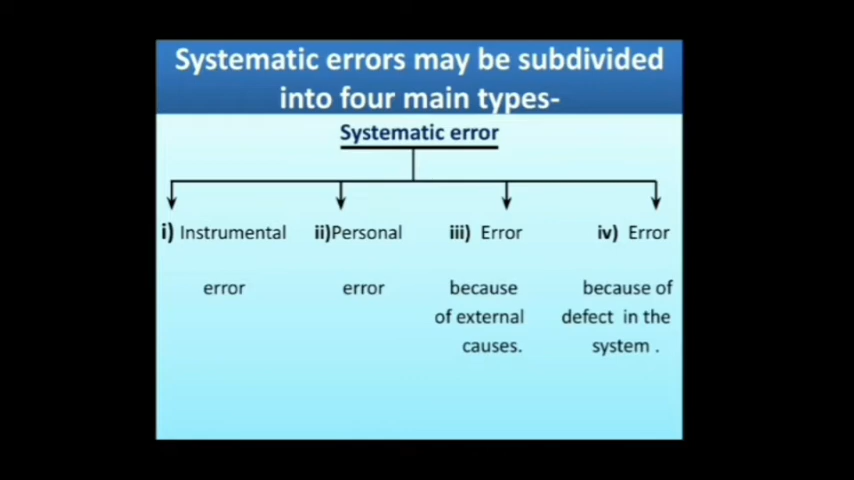 Systematic errors may be subdivided
into four main types-
Systematic error
i) Instrumental
error
ii)Personal
error
iii) Error
because
of external
causes.
iv) Error
because of
defect in the
system .